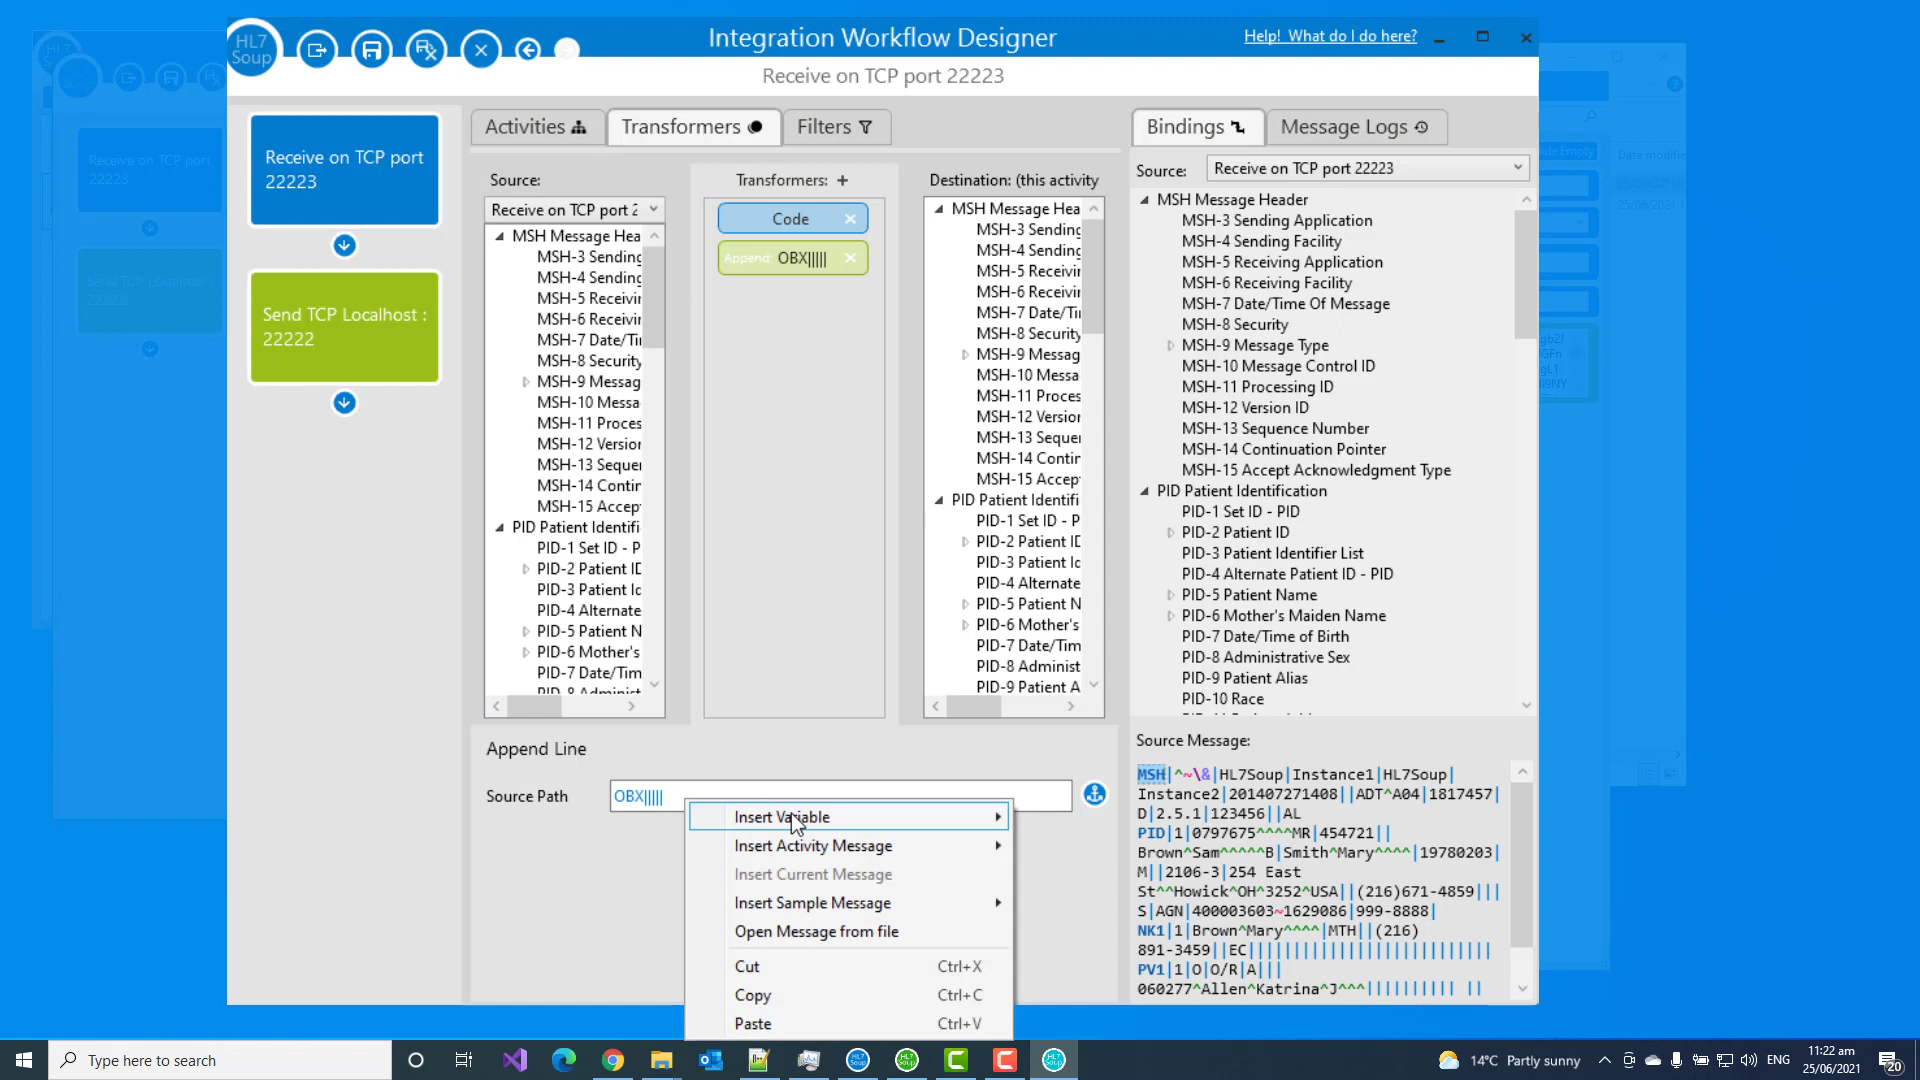 HL7
Soup
Integration Workflow Designer
Help!  What do I do here?
Receive on TCP port 22223
Receive on TCP port
22223
Send TCP Localhost :
22222
Activities
Transformers
Filters
Bindings
Message Logs
Source:
Receive on TCP port 2
MSH Message Hea
MSH-3 Sending
MSH-4 Sending
MSH-5 Receivin
MSH-6 Receivin
MSH-7 Date/Tin
MSH-8 Security
MSH-9 Messag
MSH-10 Messa
MSH-11 Proces
MSH-12 Version
MSH-13 Sequen
MSH-14 Contin
MSH-15 Accep
PID Patient Identifi
PID-1 Set ID - P
PID-2 Patient ID
PID-3 Patient Id
PID-4 Alternate
PID-5 Patient N
PID-6 Mother's
PID-7 Date/Tim
PID-8 Administ
Transformers: +
Code
Append: OBX|||||
Destination: (this activity
MSH Message Hea
MSH-3 Sending
MSH-4 Sending
MSH-5 Receivin
MSH-6 Receivin
MSH-7 Date/Tin
MSH-8 Security
MSH-9 Messag
MSH-10 Messa
MSH-11 Proces
MSH-12 Version
MSH-13 Sequen
MSH-14 Contin
MSH-15 Accep
PID Patient Identifi
PID-1 Set ID - P
PID-2 Patient ID
PID-3 Patient Id
PID-4 Alternate
PID-5 Patient N
PID-6 Mother's
PID-7 Date/Tim
PID-8 Administ
PID-9 Patient A
Source:
Receive on TCP port 22223
MSH Message Header
MSH-3 Sending Application
MSH-4 Sending Facility
MSH-5 Receiving Application
MSH-6 Receiving Facility
MSH-7 Date/Time Of Message
MSH-8 Security
MSH-9 Message Type
MSH-10 Message Control ID
MSH-11 Processing ID
MSH-12 Version ID
MSH-13 Sequence Number
MSH-14 Continuation Pointer
MSH-15 Accept Acknowledgment Type
PID Patient Identification
PID-1 Set ID - PID
PID-2 Patient ID
PID-3 Patient Identifier List
PID-4 Alternate Patient ID - PID
PID-5 Patient Name
PID-6 Mother's Maiden Name
PID-7 Date/Time of Birth
PID-8 Administrative Sex
PID-9 Patient Alias
PID-10 Race
Append Line
Source Path
OBX|||||
Insert Variable
Insert Activity Message
Insert Current Message
Insert Sample Message
Open Message from file
Cut Ctrl+X
Copy Ctrl+C
Paste Ctrl+V
Source Message:
MSH|^~\&|HL7Soup|Instance1|HL7Soup|
Instance2|201407271408||ADT^A04|1817457|
D|2.5.1|123456||AL
PID|1|0797675^^^^MR|454721||
Brown^Sam^^^^^B|Smith^Mary^^^^|19780203|
M||2106-3|254 East
St^^Howick^OH^3252^USA||(216)671-4859|||
S|AGN|400003603~1629086|999-8888|
NK1|1|Brown^Mary^^^^|MTH||(216)
891-3459||EC|||||||||||||||||||||||||||
PV1|1|O|O/R|A|||
060277^Allen^Katrina^J^^^|||||||||| ||
Type here to search
14°C Partly sunny
ENG
11:22 am
25/06/2021
20